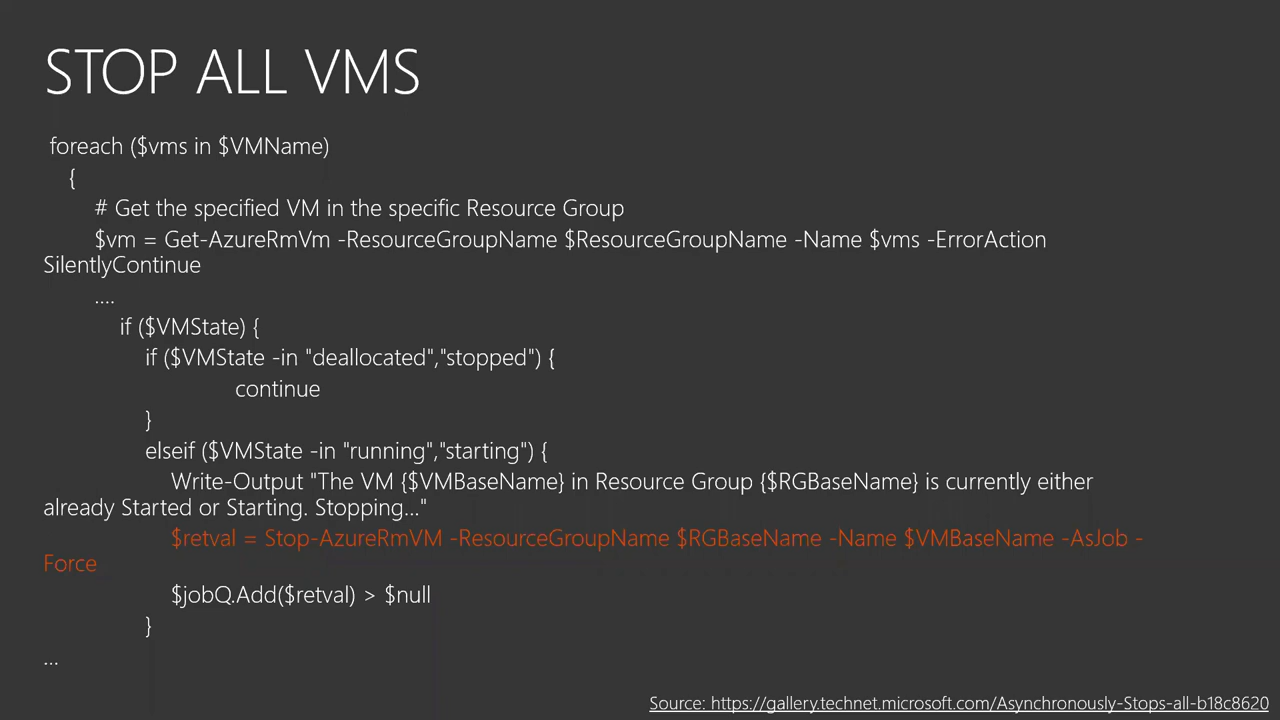 STOP ALL VMS
foreach ($vms in $VMName)
{
# Get the specified VM in the specific Resource Group
$vm = Get-AzureRmVm -ResourceGroupName $ResourceGroupName -Name $vms -ErrorAction
SilentlyContinue
....
if ($VMState) {
if ($VMState -in "deallocated","stopped") {
continue
}
elseif ($VMState -in "running","starting") {
Write-Output "The VM {$VMBaseName} in Resource Group {$RGBaseName} is currently either
already Started or Starting. Stopping..."
$retval = Stop-AzureRmVM -ResourceGroupName $RGBaseName -Name $VMBaseName -AsJob -
Force
$jobQ.Add($retval) > $null
}
...
Source: https://gallery.technet.microsoft.com/Asynchronously-Stops-all-b18c8620